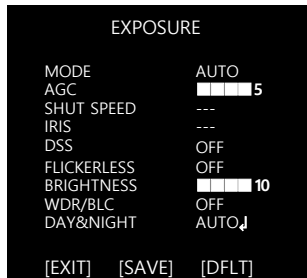 EXPOSURE
MODE AUTO
AGC 5
SHUT SPEED ---
IRIS ---
DSS OFF
FLICKERLESS OFF
BRIGHTNESS 10
WDR/BLC OFF
DAY&NIGHT AUTO↲
[EXIT] [SAVE] [DFLT]